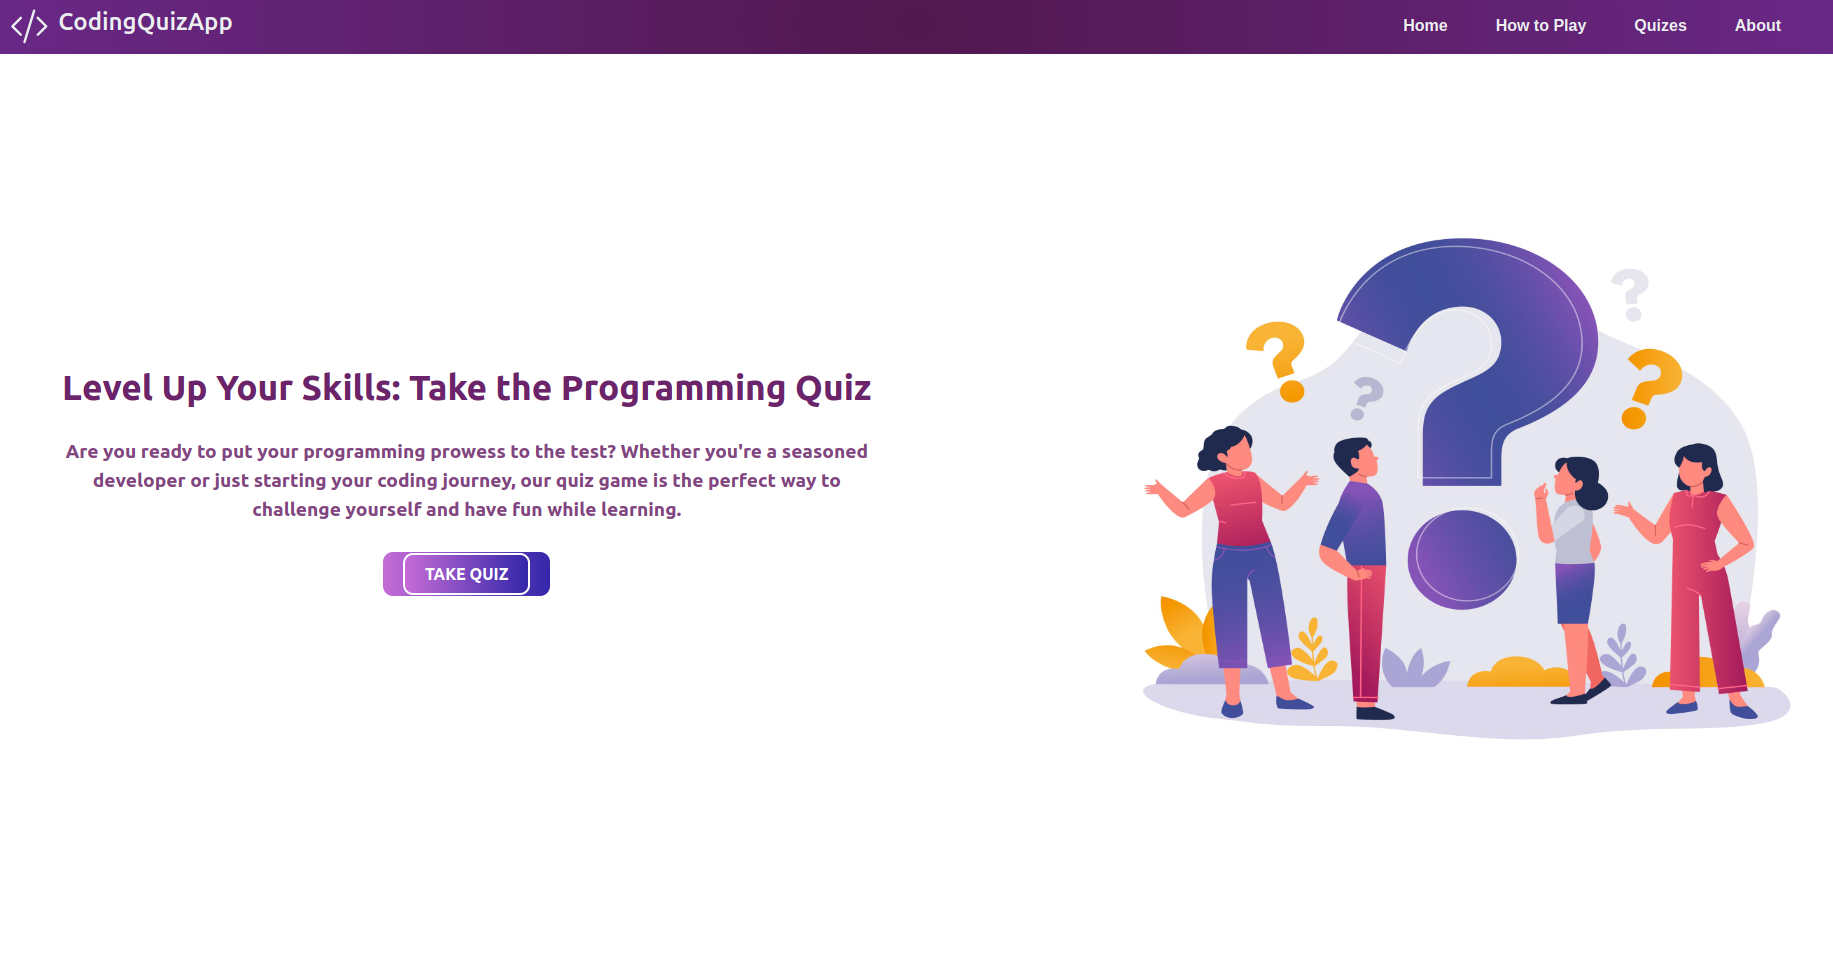 CodingQuizApp
Home How to Play Quizes About
Level Up Your Skills: Take the Programming Quiz
Are you ready to put your programming prowess to the test? Whether you're a seasoned
developer or just starting your coding journey, our quiz game is the perfect way to
challenge yourself and have fun while learning.
TAKE QUIZ